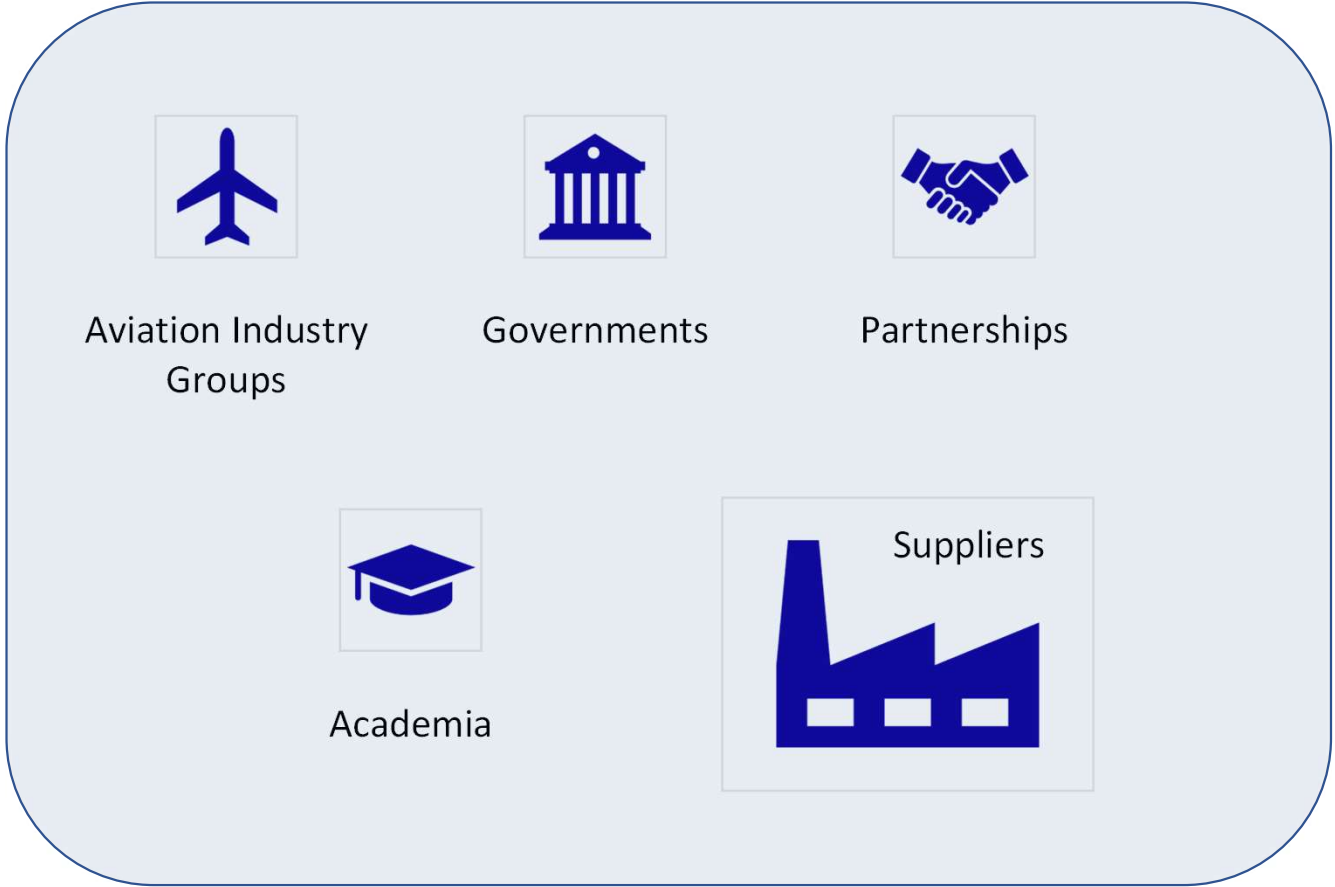 Aviation Industry
Groups
Governments
Partnerships
Suppliers
Academia